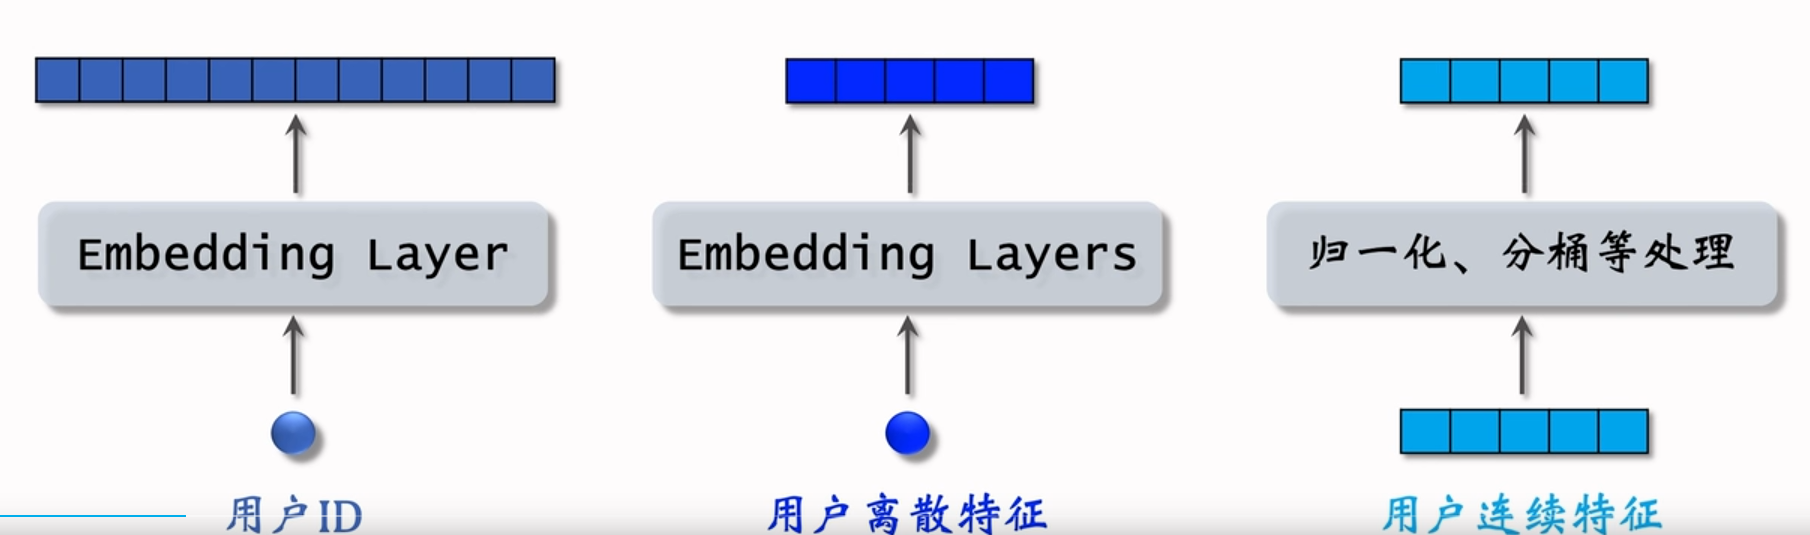 Embedding Layer
Embedding Layers
归一化、分桶等处理
用户ID
用户离散特征
用户连续特征